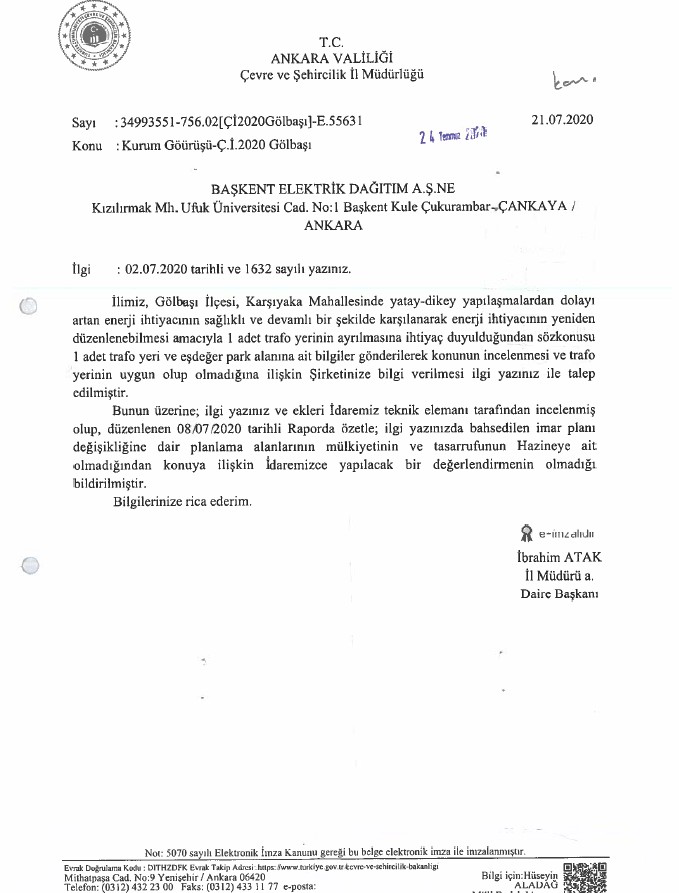 T.C.
ANKARA VALİLİĞİ
Çevre ve Şehircilik İl Müdürlüğü
Sayı :34993551-756.02[Çİ2020Gölbaşı]-E.55631
21.07.2020
24 Temmuz 2020
Konu : Kurum Göürüşü-Ç.İ.2020 Gölbaşı
BAŞKENT ELEKTRİK DAĞITIM A.Ş.NE
Kızılırmak Mh. Ufuk Üniversitesi Cad. No:1 Başkent Kule Çukurambar-ÇANKAYA /
ANKARA
İlgi : 02.07.2020 tarihli ve 1632 sayılı yazınız.
İlimiz, Gölbaşı İlçesi, Karşıyaka Mahallesinde yatay-dikey yapılaşmalardan dolayı
artan enerji ihtiyacının sağlıklı ve devamlı bir şekilde karşılanarak enerji ihtiyacının yeniden
düzenlenebilmesi amacıyla 1 adet trafo yerinin ayrılmasına ihtiyaç duyulduğundan sözkonusu
1 adet trafo yeri ve eşdeğer park alanına ait bilgiler gönderilerek konunun incelenmesi ve trafo
yerinin uygun olup olmadığına ilişkin Şirketinize bilgi verilmesi ilgi yazınız ile talep
edilmiştir.
Bunun üzerine; ilgi yazınız ve ekleri İdaremiz teknik elemanı tarafından incelenmiş
olup, düzenlenen 08/07/2020 tarihli Raporda özetle; ilgi yazınızda bahsedilen imar planı
değişikliğine dair planlama alanlarının mülkiyetinin ve tasarrufunun Hazineye ait
olmadığından konuya ilişkin İdaremizce yapılacak bir değerlendirmenin olmadığı
bildirilmiştir.
Bilgilerinize rica ederim.
e-imzalıdır
İbrahim ATAK
İl Müdürü a.
Daire Başkanı
Not: 5070 sayılı Elektronik İmza Kanunu gereği bu belge elektronik imza ile imzalanmıştır.
Evrak Doğrulama Kodu : DITHZDFK Evrak Takip Adresi: https://www.turkiye.gov.tr/cevre-ve-sehircilik-bakanligi
Mithatpaşa Cad. No:9 Yenişehir / Ankara 06420
Telefon: (0312) 432 23 00 Faks: (0312) 433 11 77 e-posta:
Bilgi için:Hüseyin
ALADAĞ